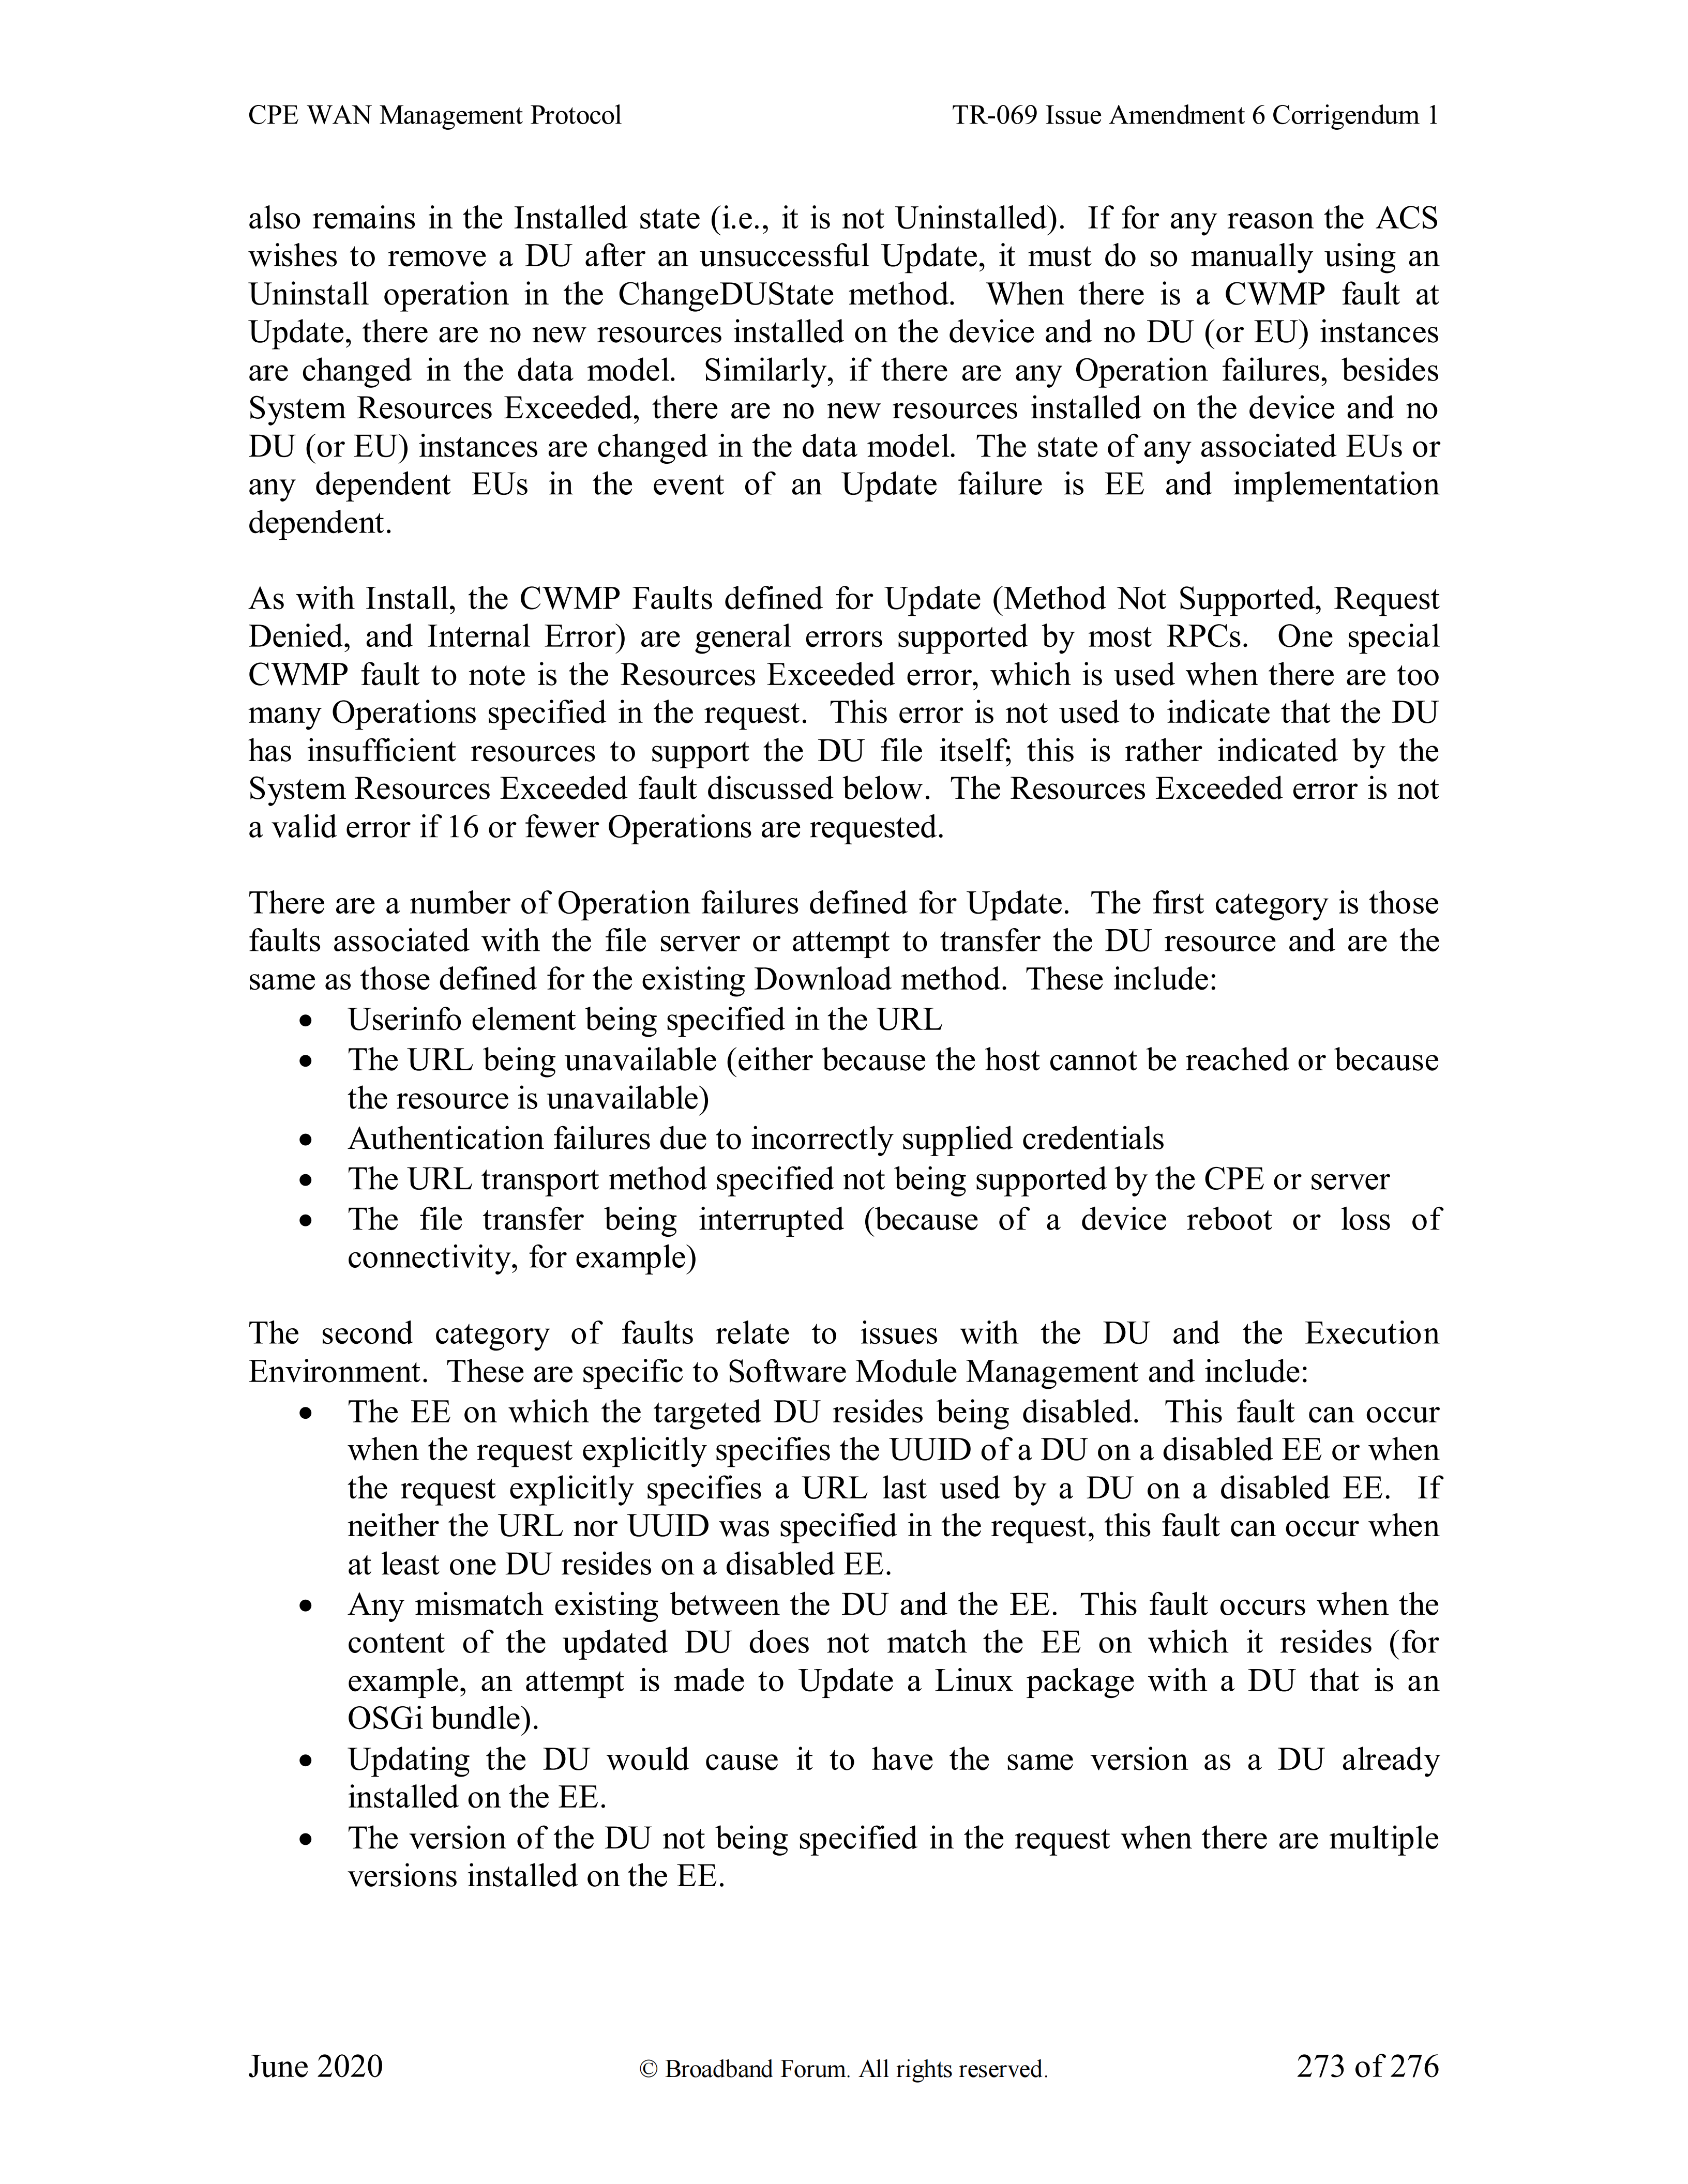 CPE WAN Management Protocol TR-069 Issue Amendment 6 Corrigendum 1
also remains in the Installed state (i.e., it is not Uninstalled). If for any reason the ACS
wishes to remove a DU after an unsuccessful Update, it must do so manually using an
Uninstall operation in the ChangeDUState method. When there is a CWMP fault at
Update, there are no new resources installed on the device and no DU (or EU) instances
are changed in the data model. Similarly, if there are any Operation failures, besides
System Resources Exceeded, there are no new resources installed on the device and no
DU (or EU) instances are changed in the data model. The state of any associated EUs or
any dependent EUs in the event of an Update failure is EE and implementation
dependent.
As with Install, the CWMP Faults defined for Update (Method Not Supported, Request
Denied, and Internal Error) are general errors supported by most RPCs. One special
CWMP fault to note is the Resources Exceeded error, which is used when there are too
many Operations specified in the request. This error is not used to indicate that the DU
has insufficient resources to support the DU file itself; this is rather indicated by the
System Resources Exceeded fault discussed below. The Resources Exceeded error is not
a valid error if 16 or fewer Operations are requested.
There are a number of Operation failures defined for Update. The first category is those
faults associated with the file server or attempt to transfer the DU resource and are the
same as those defined for the existing Download method. These include:
• Userinfo element being specified in the URL
• The URL being unavailable (either because the host cannot be reached or because
the resource is unavailable)
• Authentication failures due to incorrectly supplied credentials
• The URL transport method specified not being supported by the CPE or server
• The file transfer being interrupted (because of a device reboot or loss of
connectivity, for example)
The second category of faults relate to issues with the DU and the Execution
Environment. These are specific to Software Module Management and include:
• The EE on which the targeted DU resides being disabled. This fault can occur
when the request explicitly specifies the UUID of a DU on a disabled EE or when
the request explicitly specifies a URL last used by a DU on a disabled EE. If
neither the URL nor UUID was specified in the request, this fault can occur when
at least one DU resides on a disabled EE.
• Any mismatch existing between the DU and the EE. This fault occurs when the
content of the updated DU does not match the EE on which it resides (for
example, an attempt is made to Update a Linux package with a DU that is an
OSGi bundle).
• Updating the DU would cause it to have the same version as a DU already
installed on the EE.
• The version of the DU not being specified in the request when there are multiple
versions installed on the EE.
June 2020 © Broadband Forum. All rights reserved. 273 of 276